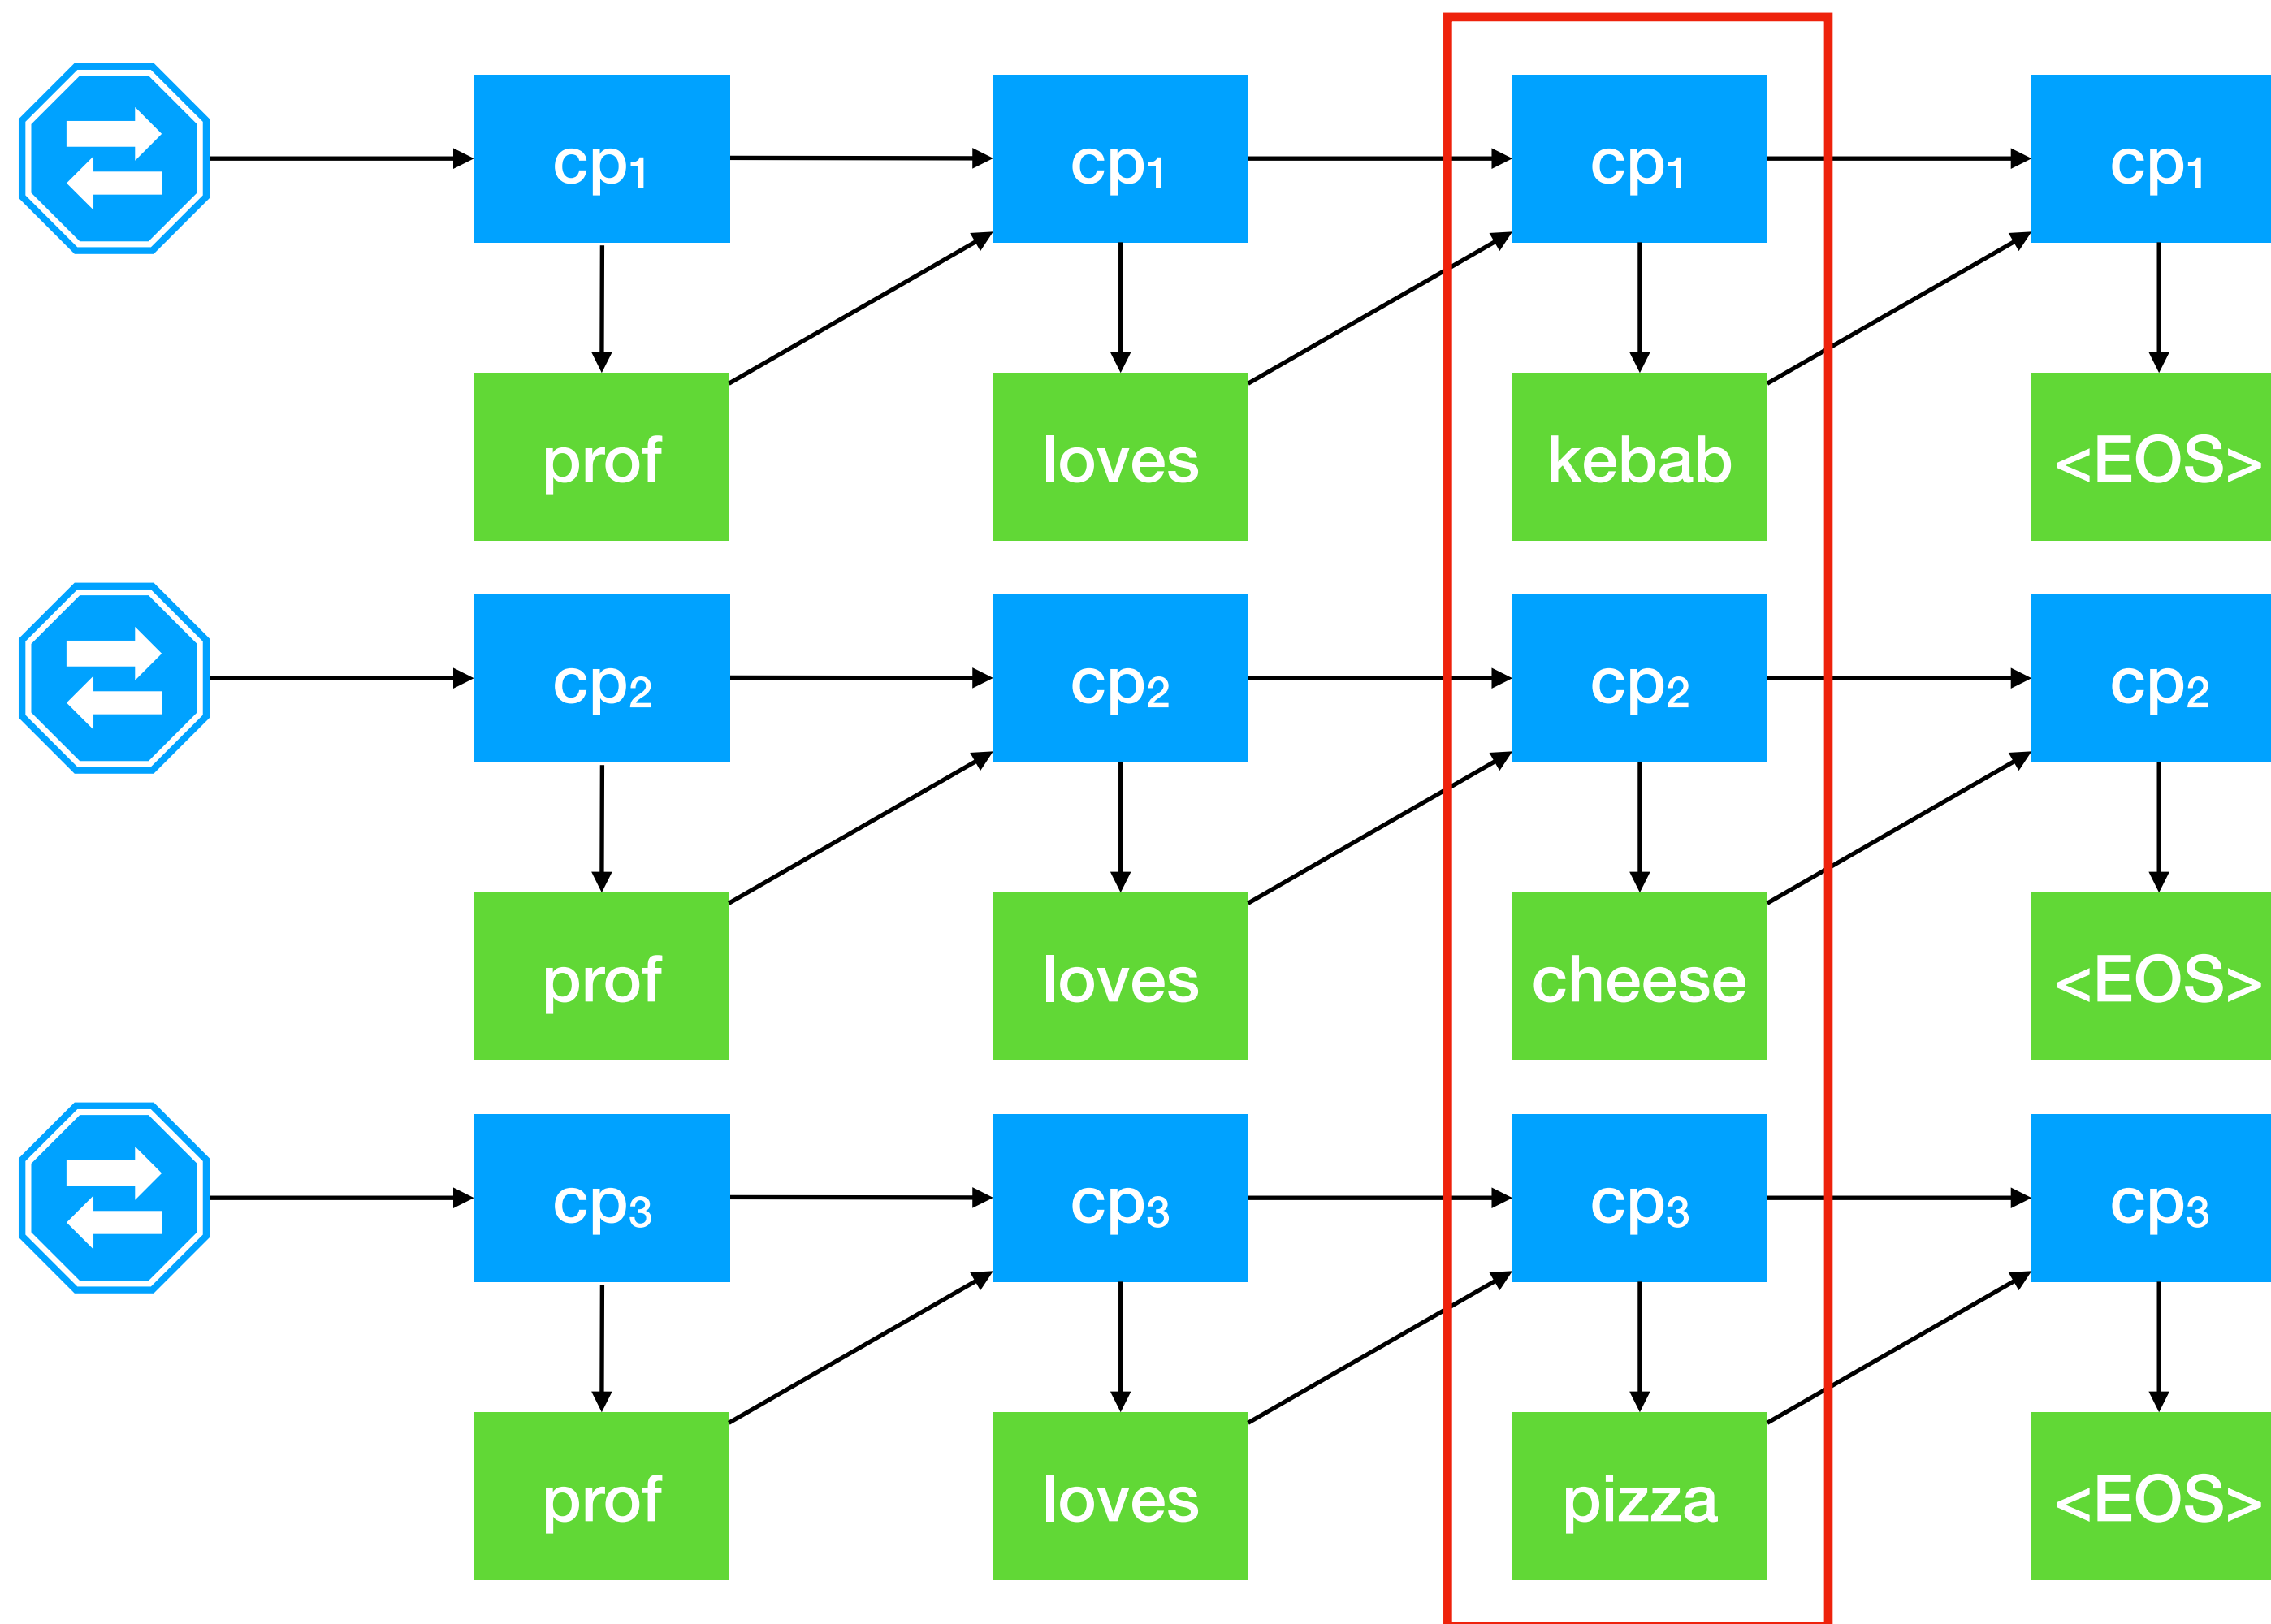 cp₁ cp₁ cp₁ cp₁
prof loves kebab <EOS>
cp₂ cp₂ cp₂ cp₂
prof loves cheese <EOS>
cp₃ cp₃ cp₃ cp₃
prof loves pizza <EOS>